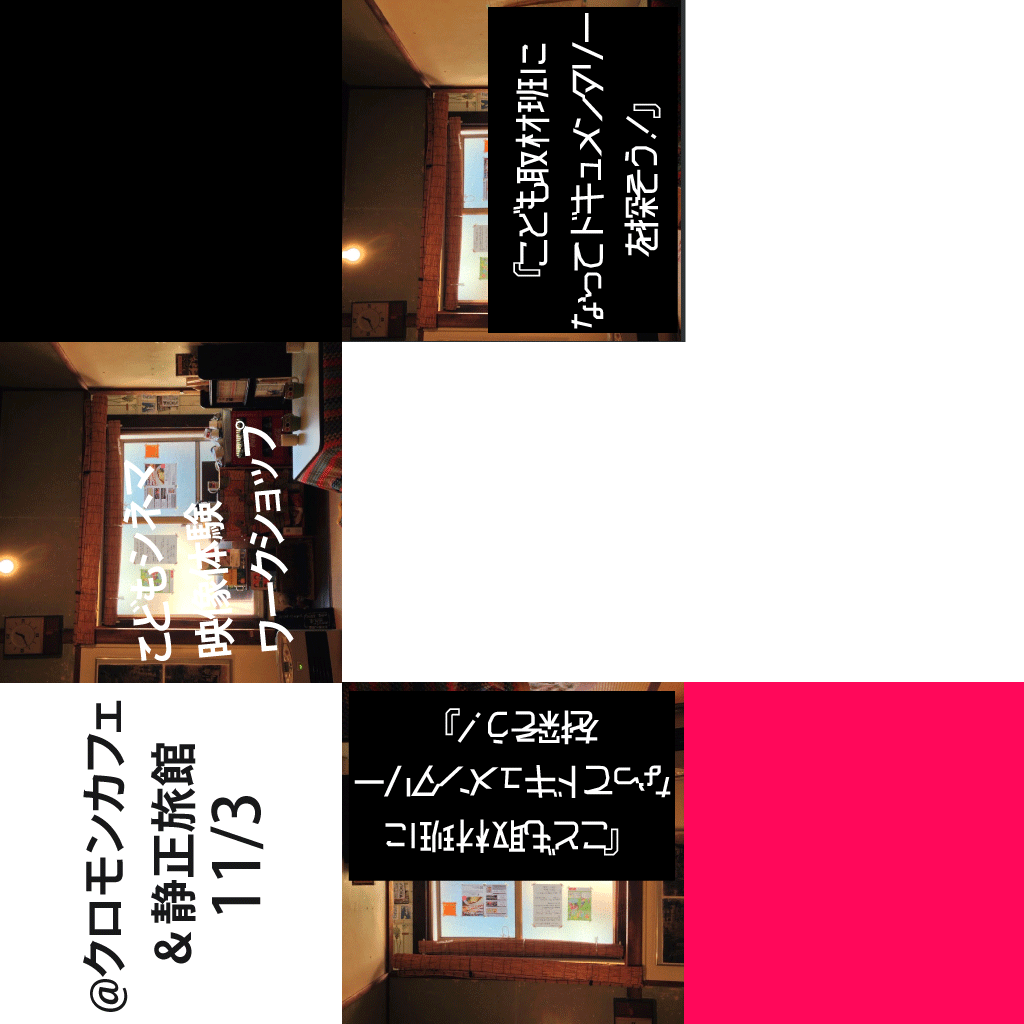 『こども取材班に
なってドキュメンタリー
を探そう!』
こどもシネマ
映像体験
ワークショップ
@クロモンカフェ
&静正旅館
11/3
『こども取材班に
なってドキュメンタリー
を探そう!』